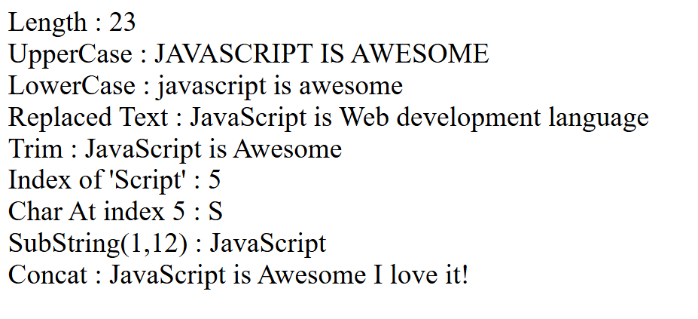 Length : 23
UpperCase : JAVASCRIPT IS AWESOME
LowerCase : javascript is awesome
Replaced Text : JavaScript is Web development language
Trim : JavaScript is Awesome
Index of 'Script' : 5
Char At index 5 : S
SubString(1,12) : JavaScript
Concat : JavaScript is Awesome I love it!